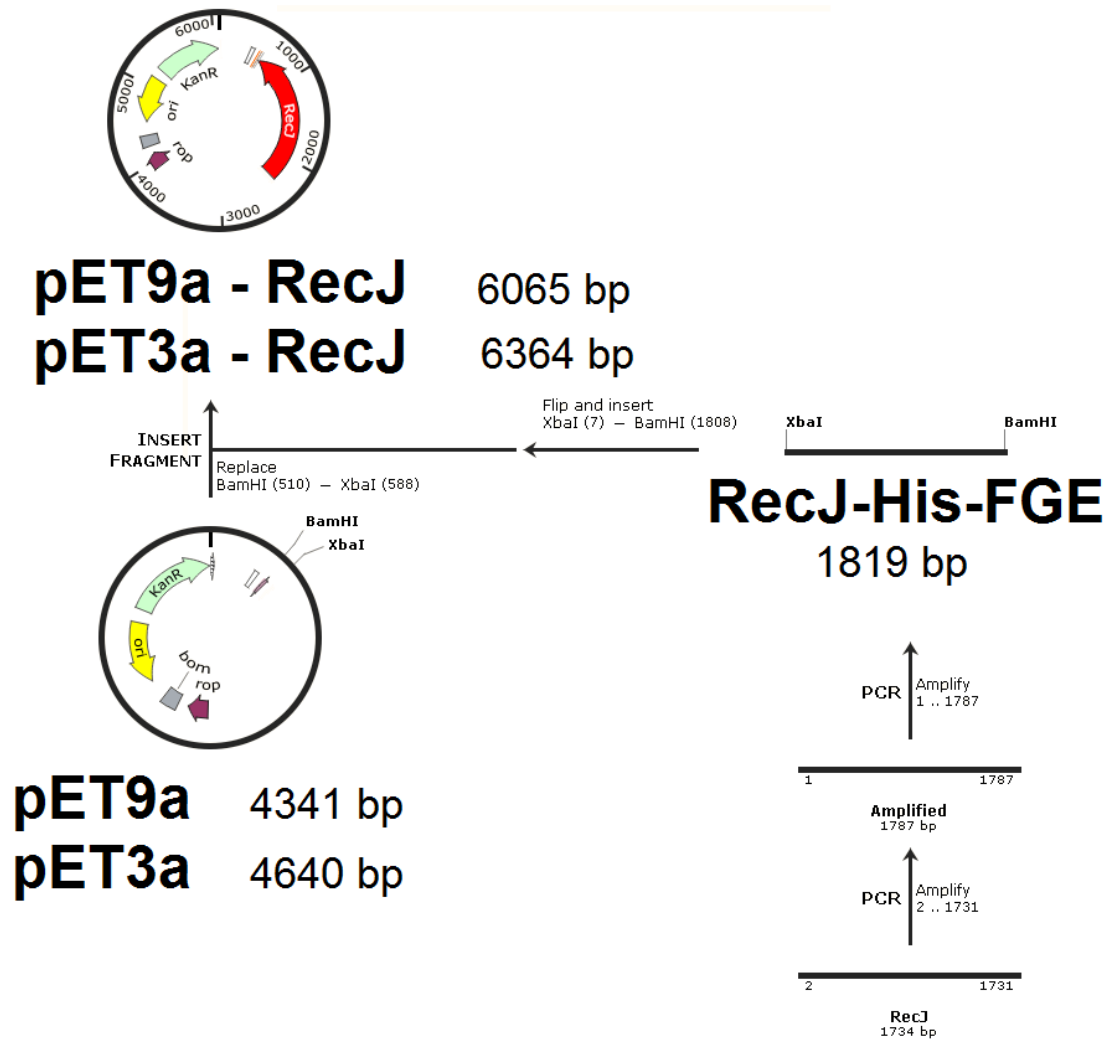 6000
1000
2000
3000
4000
5000
KanR
ori
rop
RecJ
pET9a - RecJ 6065 bp
pET3a - RecJ 6364 bp
INSERT
FRAGMENT
Replace
BamHI (510) – XbaI (588)
Flip and insert
XbaI (7) – BamHI (1808)
XbaI BamHI
RecJ-His-FGE
1819 bp
BamHI
XbaI
KanR
ori
bom
rop
pET9a 4341 bp
pET3a 4640 bp
PCR
Amplify
1 .. 1787
1 1787
Amplified
1787 bp
PCR
Amplify
2 .. 1731
2 1731
RecJ
1734 bp